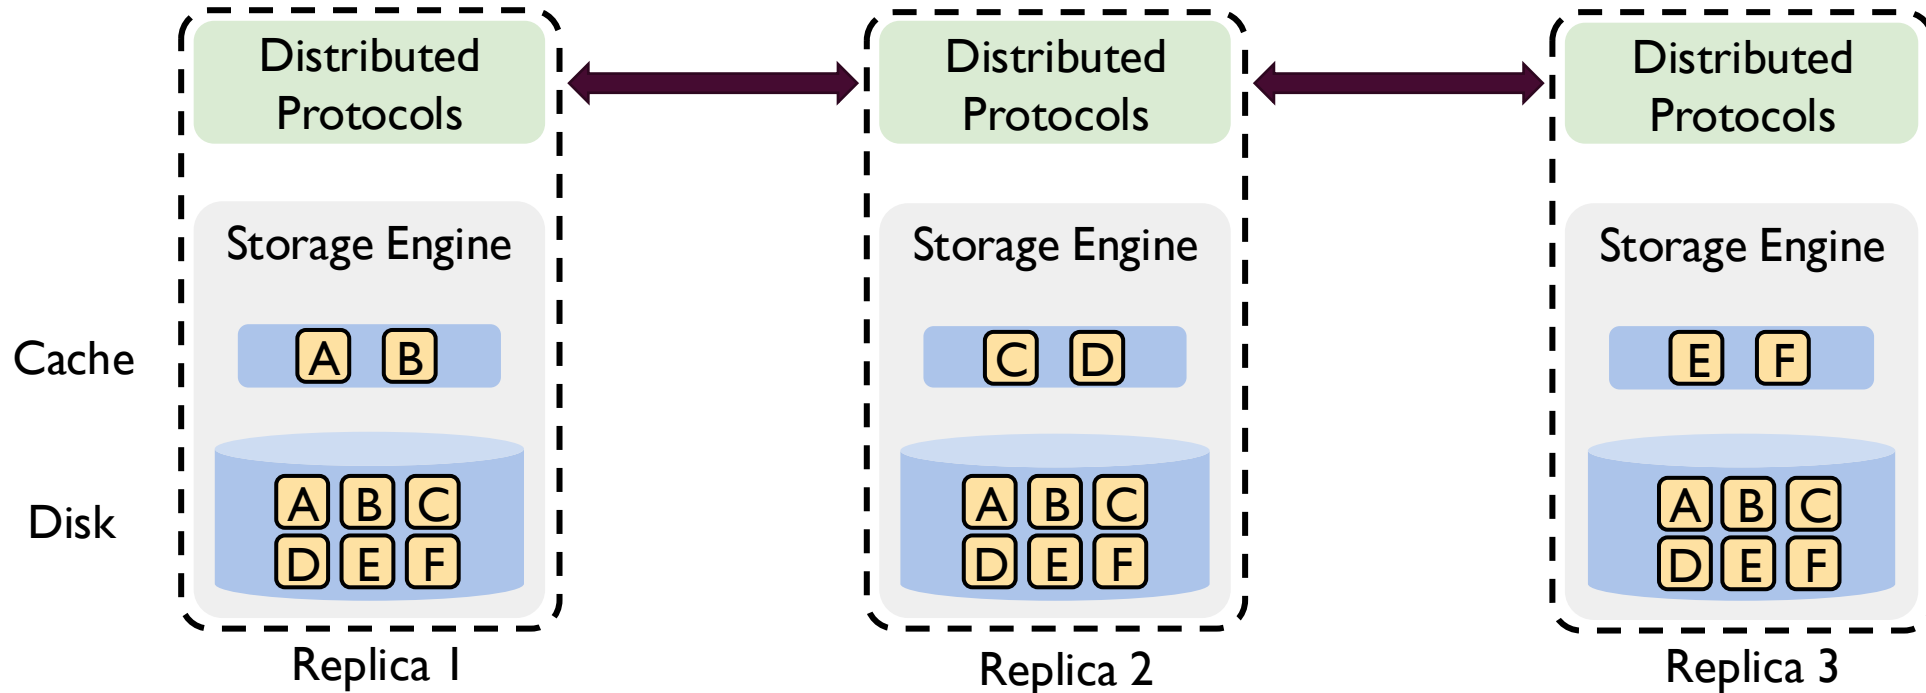 Distributed
Protocols
Distributed
Protocols
Distributed
Protocols
Storage Engine
Storage Engine
Storage Engine
Cache
A B
C D
E F
Disk
A B C
D E F
A B C
D E F
A B C
D E F
Replica 1
Replica 2
Replica 3